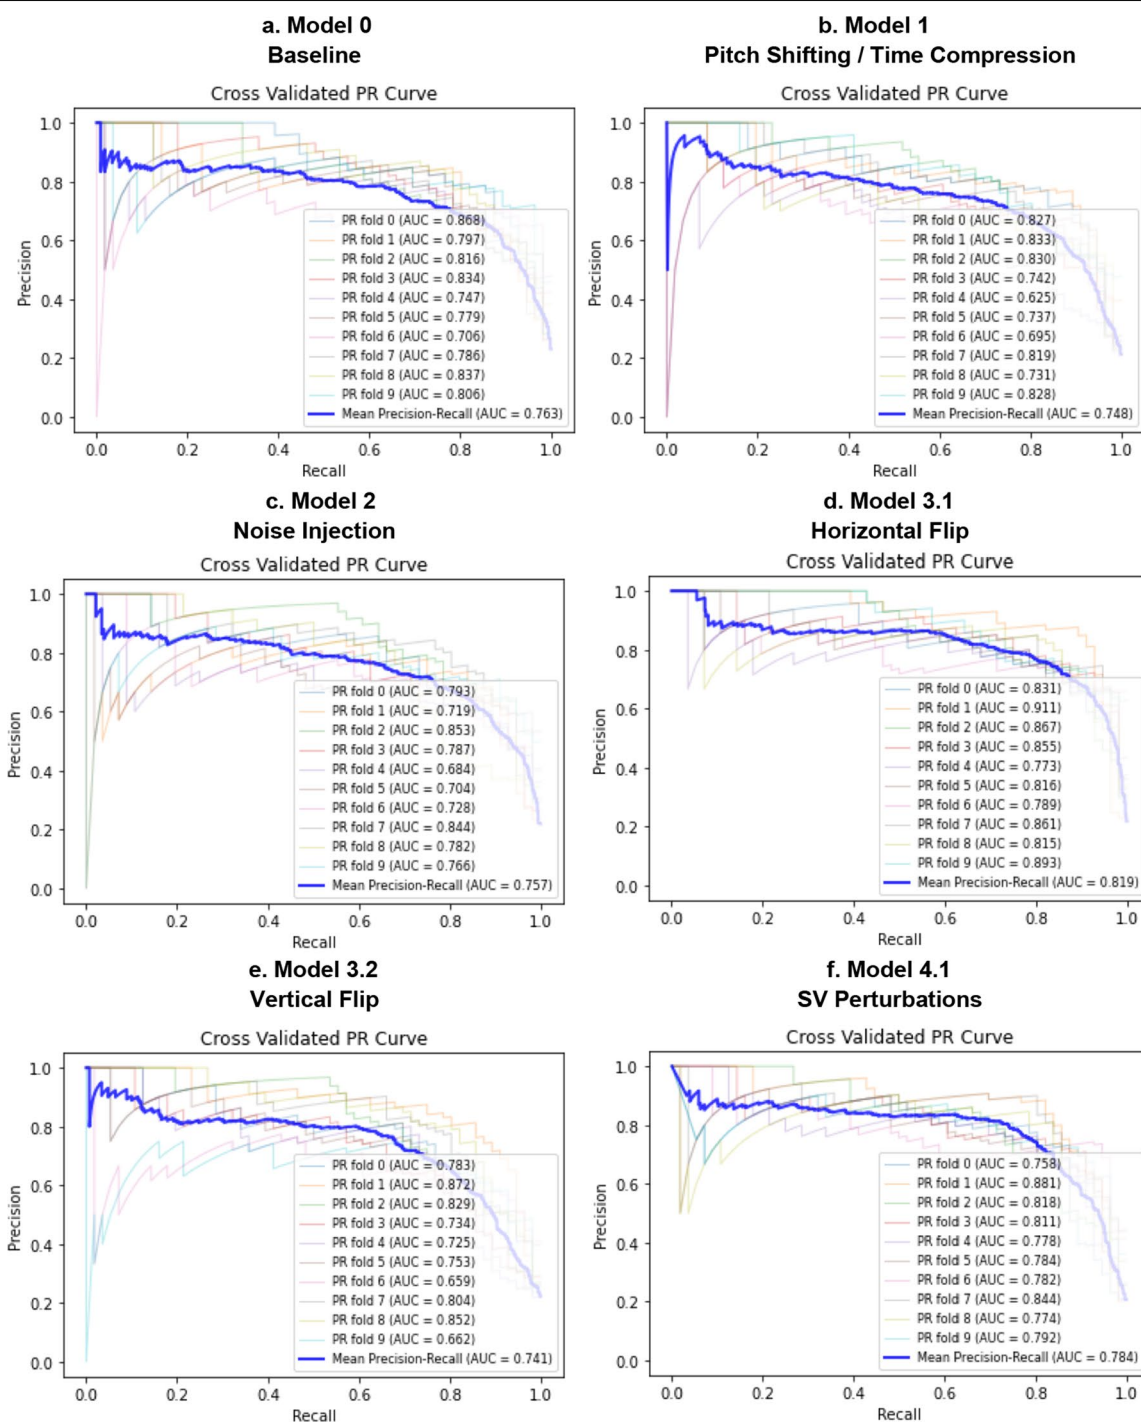 a. Model 0
Baseline
Cross Validated PR Curve
1.0
0.8
0.6
0.4
0.2
0.0
Precision
PR fold 0 (AUC = 0.868)
PR fold 1 (AUC = 0.797)
PR fold 2 (AUC = 0.816)
PR fold 3 (AUC = 0.834)
PR fold 4 (AUC = 0.747)
PR fold 5 (AUC = 0.779)
PR fold 6 (AUC = 0.706)
PR fold 7 (AUC = 0.786)
PR fold 8 (AUC = 0.837)
PR fold 9 (AUC = 0.806)
Mean Precision-Recall (AUC = 0.763)
0.0 0.2 0.4 0.6 0.8 1.0
Recall
b. Model 1
Pitch Shifting / Time Compression
Cross Validated PR Curve
1.0
0.8
0.6
0.4
0.2
0.0
Precision
PR fold 0 (AUC = 0.827)
PR fold 1 (AUC = 0.833)
PR fold 2 (AUC = 0.830)
PR fold 3 (AUC = 0.742)
PR fold 4 (AUC = 0.625)
PR fold 5 (AUC = 0.737)
PR fold 6 (AUC = 0.695)
PR fold 7 (AUC = 0.819)
PR fold 8 (AUC = 0.731)
PR fold 9 (AUC = 0.828)
Mean Precision-Recall (AUC = 0.748)
0.0 0.2 0.4 0.6 0.8 1.0
Recall
c. Model 2
Noise Injection
Cross Validated PR Curve
1.0
0.8
0.6
0.4
0.2
0.0
Precision
PR fold 0 (AUC = 0.793)
PR fold 1 (AUC = 0.719)
PR fold 2 (AUC = 0.853)
PR fold 3 (AUC = 0.787)
PR fold 4 (AUC = 0.684)
PR fold 5 (AUC = 0.704)
PR fold 6 (AUC = 0.728)
PR fold 7 (AUC = 0.844)
PR fold 8 (AUC = 0.782)
PR fold 9 (AUC = 0.766)
Mean Precision-Recall (AUC = 0.757)
0.0 0.2 0.4 0.6 0.8 1.0
Recall
d. Model 3.1
Horizontal Flip
Cross Validated PR Curve
1.0
0.8
0.6
0.4
0.2
0.0
Precision
PR fold 0 (AUC = 0.831)
PR fold 1 (AUC = 0.911)
PR fold 2 (AUC = 0.867)
PR fold 3 (AUC = 0.855)
PR fold 4 (AUC = 0.773)
PR fold 5 (AUC = 0.816)
PR fold 6 (AUC = 0.789)
PR fold 7 (AUC = 0.861)
PR fold 8 (AUC = 0.815)
PR fold 9 (AUC = 0.893)
Mean Precision-Recall (AUC = 0.819)
0.0 0.2 0.4 0.6 0.8 1.0
Recall
e. Model 3.2
Vertical Flip
Cross Validated PR Curve
1.0
0.8
0.6
0.4
0.2
0.0
Precision
PR fold 0 (AUC = 0.783)
PR fold 1 (AUC = 0.872)
PR fold 2 (AUC = 0.829)
PR fold 3 (AUC = 0.734)
PR fold 4 (AUC = 0.725)
PR fold 5 (AUC = 0.753)
PR fold 6 (AUC = 0.659)
PR fold 7 (AUC = 0.804)
PR fold 8 (AUC = 0.852)
PR fold 9 (AUC = 0.662)
Mean Precision-Recall (AUC = 0.741)
0.0 0.2 0.4 0.6 0.8 1.0
Recall
f. Model 4.1
SV Perturbations
Cross Validated PR Curve
1.0
0.8
0.6
0.4
0.2
0.0
Precision
PR fold 0 (AUC = 0.758)
PR fold 1 (AUC = 0.881)
PR fold 2 (AUC = 0.818)
PR fold 3 (AUC = 0.811)
PR fold 4 (AUC = 0.778)
PR fold 5 (AUC = 0.784)
PR fold 6 (AUC = 0.782)
PR fold 7 (AUC = 0.844)
PR fold 8 (AUC = 0.774)
PR fold 9 (AUC = 0.792)
Mean Precision-Recall (AUC = 0.784)
0.0 0.2 0.4 0.6 0.8 1.0
Recall